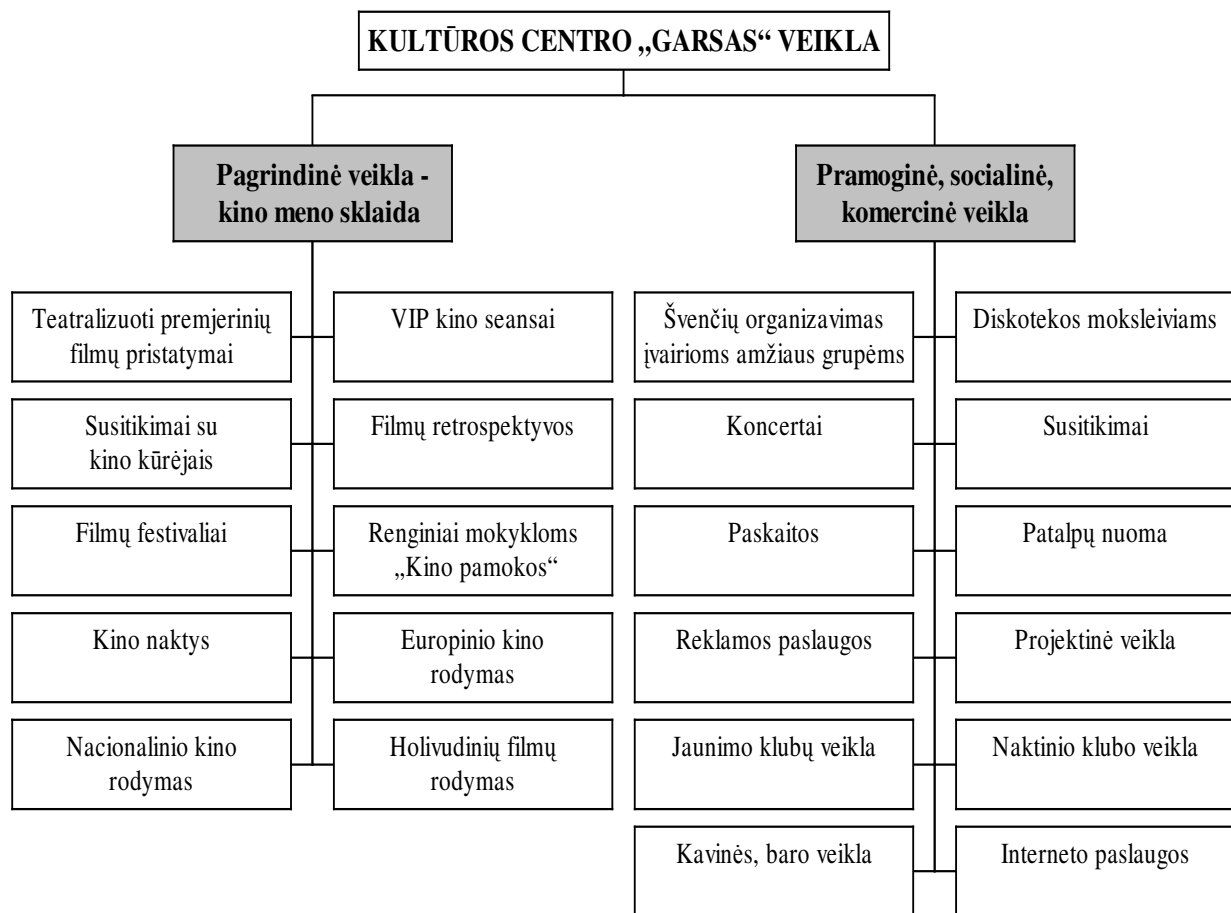 KULTŪROS CENTRO „GARSAS“ VEIKLA
Pagrindinė veikla -
kino meno sklaida
Pramoginė, socialinė,
komercinė veikla
Teatralizuoti premjerinių
filmų pristatymai
VIP kino seansai
Švenčių organizavimas
įvairioms amžiaus grupėms
Diskotekos moksleiviams
Susitikimai su
kino kūrėjais
Filmų retrospektyvos
Koncertai
Susitikimai
Filmų festivaliai
Renginiai mokykloms
„Kino pamokos“
Paskaitos
Patalpų nuoma
Kino naktys
Europinio kino
rodymas
Reklamos paslaugos
Projektinė veikla
Nacionalinio kino
rodymas
Holivudinių filmų
rodymas
Jaunimo klubų veikla
Naktinio klubo veikla
Kavinės, baro veikla
Interneto paslaugos